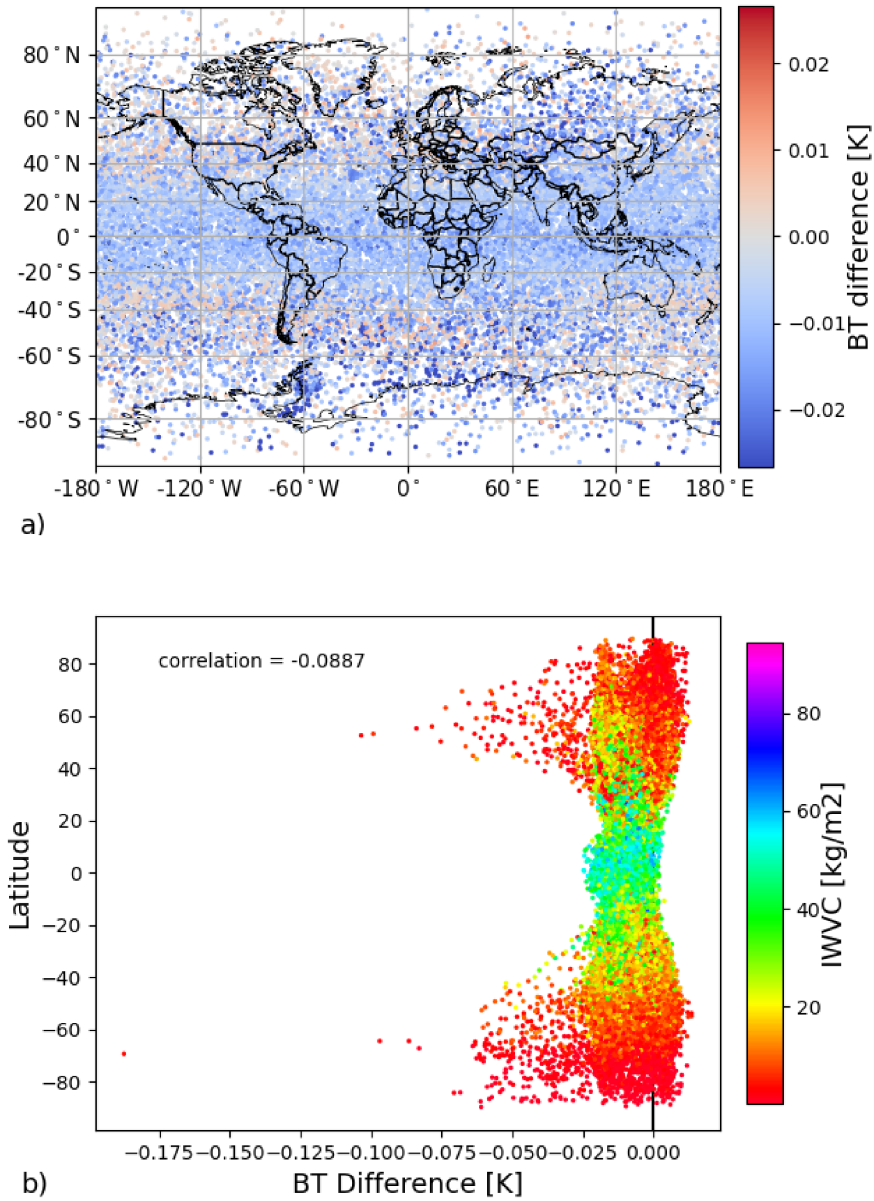 80°N
60°N
40°N
20°N
0°
-20°S
-40°S
-60°S
-80°S
-180°W -120°W -60°W 0° 60°E 120°E 180°E
0.02
0.01
0.00
−0.01
−0.02
BT difference [K]
a)
correlation = -0.0887
80
60
40
20
0
−20
−40
−60
−80
Latitude
−0.175 −0.150 −0.125 −0.100 −0.075 −0.050 −0.025 0.000
BT Difference [K]
80
60
40
20
IWVC [kg/m2]
b)